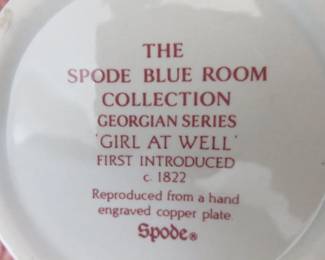 THE
SPODE BLUE ROOM
COLLECTION
GEORGIAN SERIES
'GIRL AT WELL'
FIRST INTRODUCED
c. 1822
Reproduced from a hand
engraved copper plate
Spode®